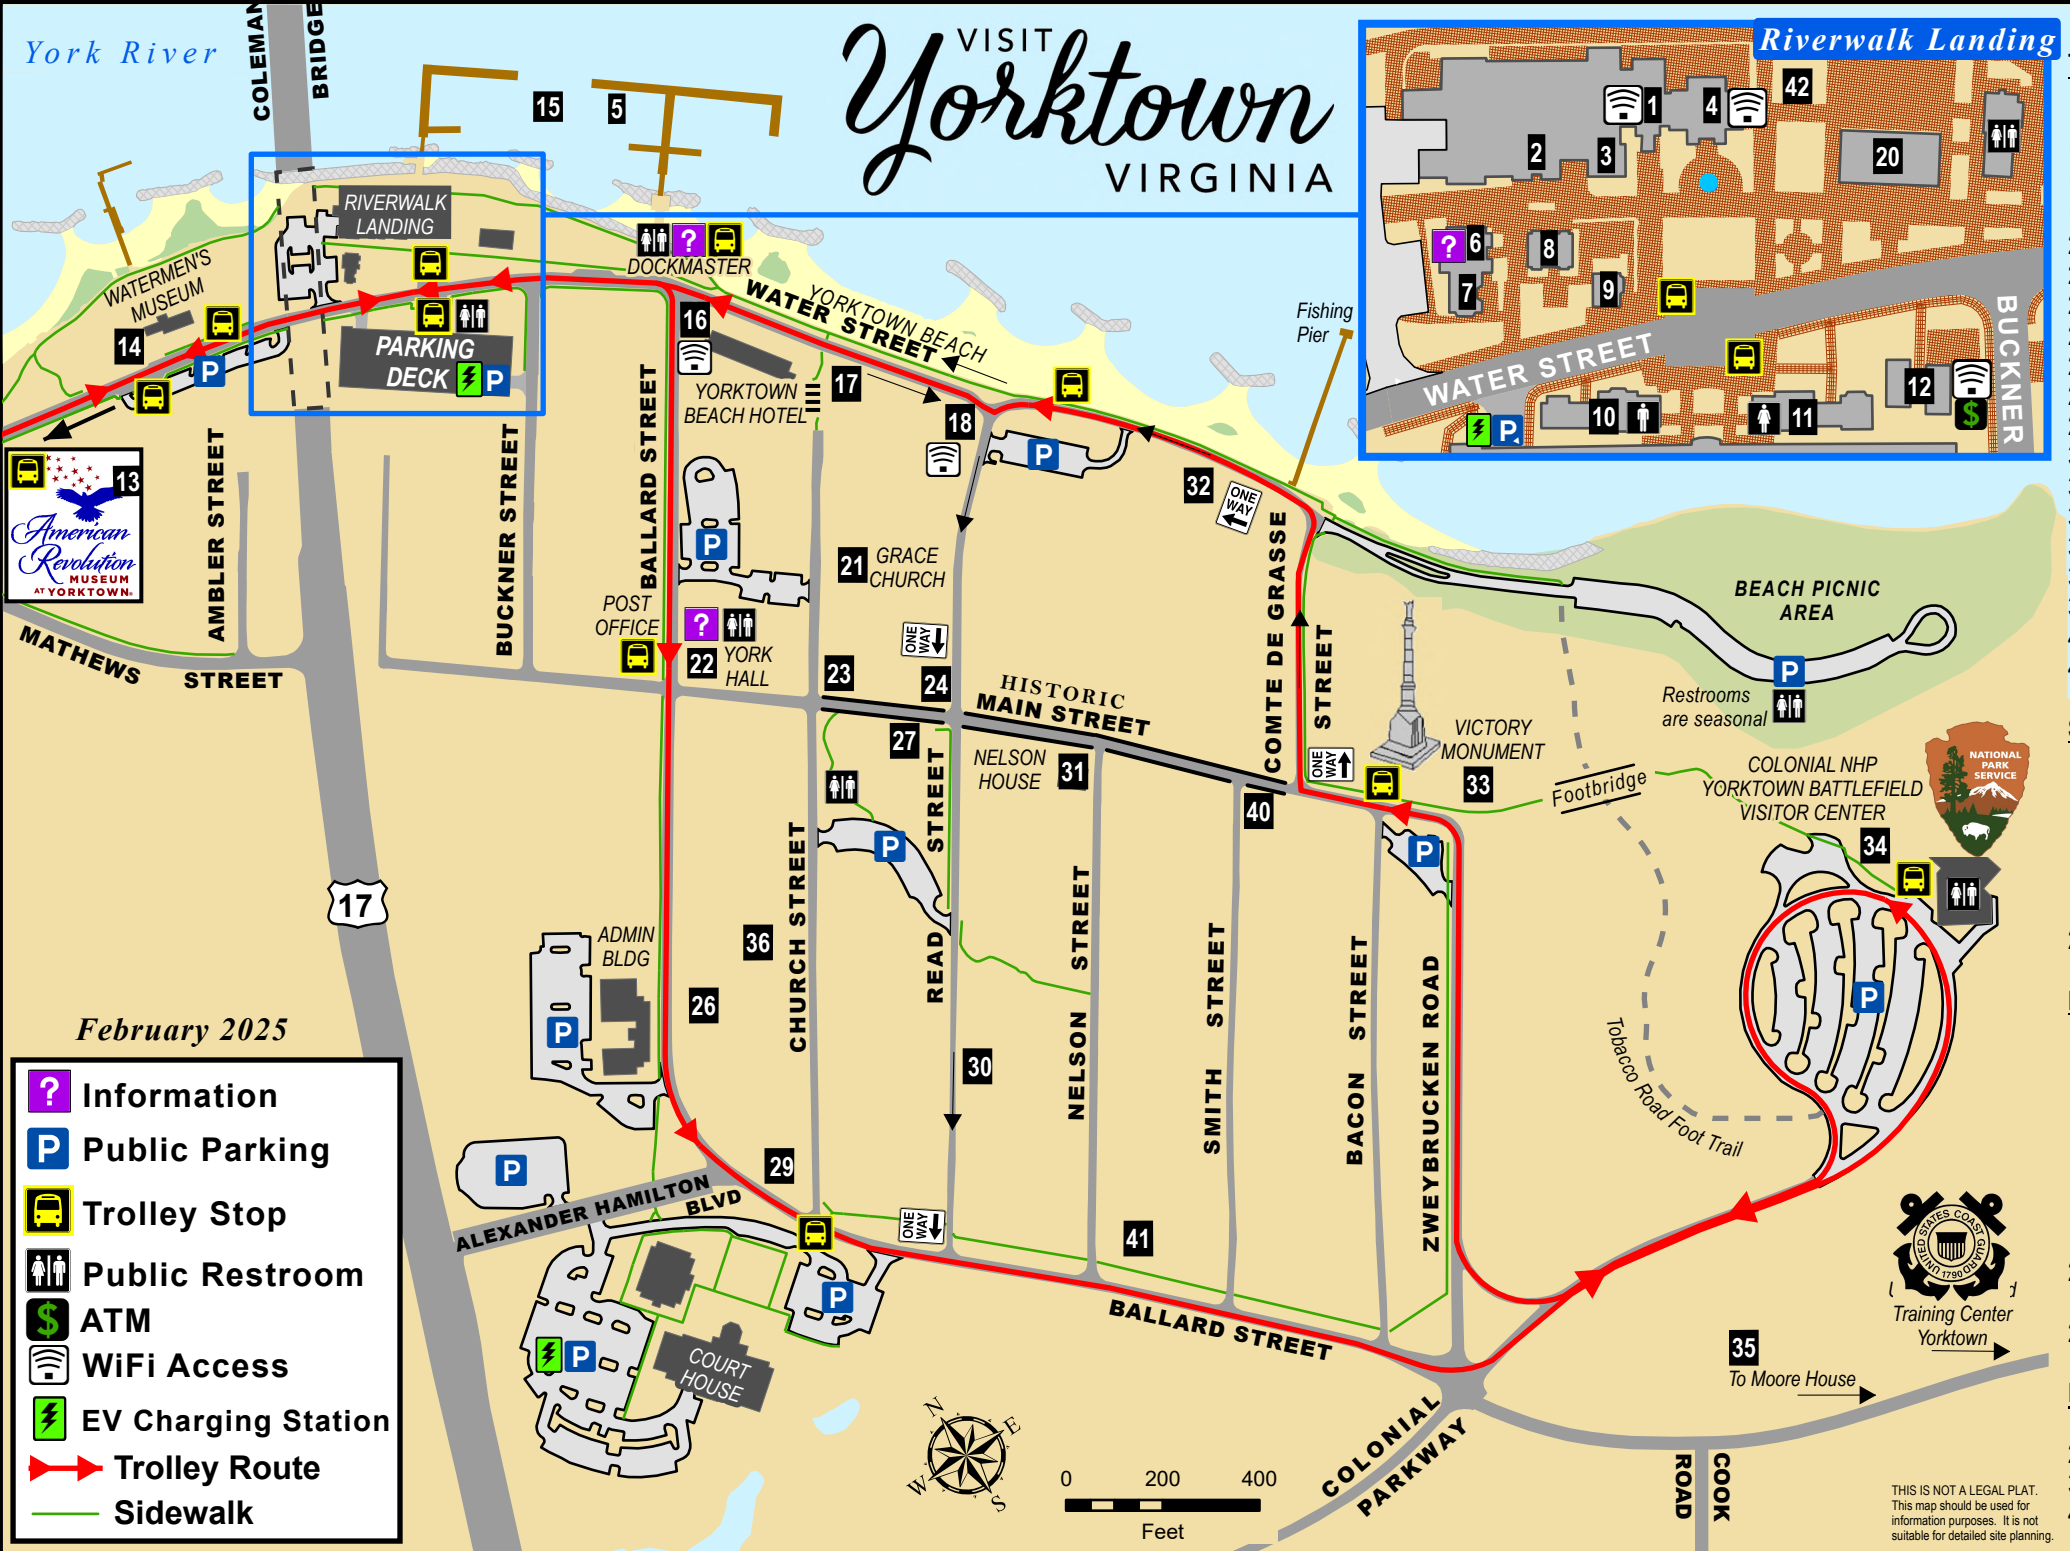 York River
COLEMAN
BRIDGE
VISIT
Yorktown
VIRGINIA
Riverwalk Landing
15
5
1
4
42
2
3
20
?
6
7
8
9
10
11
12
$
P
WATER STREET
BUCKNER
RIVERWALK
LANDING
?
DOCKMASTER
WATERMEN'S
MUSEUM
14
P
PARKING
DECK
P
16
YORKTOWN
BEACH HOTEL
17
18
YORKTOWN BEACH
WATER STREET
Fishing
Pier
P
32
ONE
WAY
13
American
Revolution
MUSEUM
AT YORKTOWN
AMBLER STREET
BUCKNER STREET
BALLARD STREET
P
21
GRACE
CHURCH
POST
OFFICE
?
22
YORK
HALL
ONE
WAY
23
24
MATHEWS
STREET
HISTORIC
MAIN STREET
COMTE DE GRASSE
STREET
BEACH PICNIC
AREA
P
Restrooms
are seasonal
27
NELSON
HOUSE
31
40
ONE
WAY
VICTORY
MONUMENT
33
Footbridge
COLONIAL NHP
YORKTOWN BATTLEFIELD
VISITOR CENTER
34
NATIONAL
PARK
SERVICE
P
P
P
17
ADMIN
BLDG
P
36
26
CHURCH STREET
READ STREET
30
NELSON STREET
SMITH STREET
BACON STREET
ZWEYBRUCKEN ROAD
Tobacco Road Foot Trail
P
29
ALEXANDER HAMILTON
BLVD
ONE
WAY
41
P
P
COURT
HOUSE
BALLARD STREET
UNITED STATES COAST GUARD
1790
Training Center
Yorktown
35
To Moore House
COLONIAL
PARKWAY
COOK
ROAD
N
E
S
W
0 200 400
Feet
February 2025
? Information
P Public Parking
Trolley Stop
Public Restroom
$ ATM
WiFi Access
EV Charging Station
Trolley Route
Sidewalk
THIS IS NOT A LEGAL PLAT.
This map should be used for
information purposes. It is not
suitable for detailed site planning.